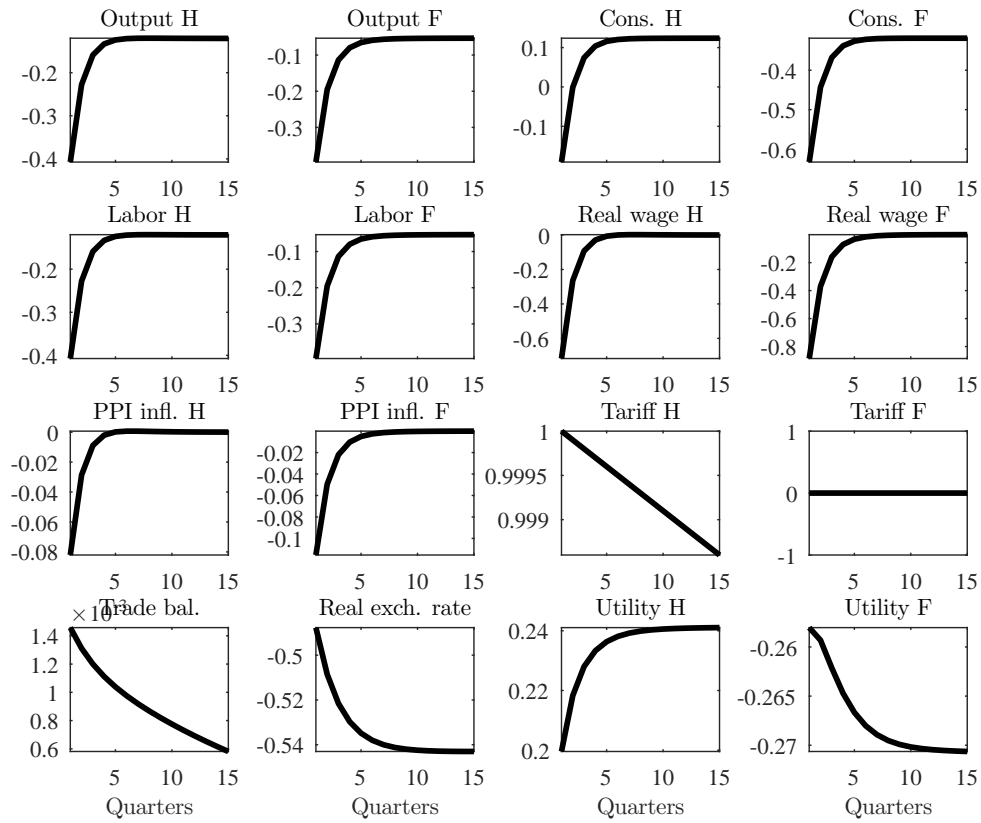 Output H Output F Cons. H Cons. F
-0.2 -0.3 -0.4
-0.1 -0.2 -0.3
0.1 0 -0.1
-0.4 -0.5 -0.6
5 10 15 5 10 15 5 10 15 5 10 15
Labor H Labor F Real wage H Real wage F
-0.2 -0.3 -0.4
-0.1 -0.2 -0.3
0 -0.2 -0.4 -0.6
0 -0.2 -0.4 -0.6 -0.8
5 10 15 5 10 15 5 10 15 5 10 15
PPI infl. H PPI infl. F Tariff H Tariff F
0 -0.02 -0.04 -0.06 -0.08
-0.02 -0.04 -0.06 -0.08 -0.1
1 0.9995 0.999
1 0 -1
5 10 15 5 10 15 5 10 15 5 10 15
×10⁻³ Trade bal. Real exch. rate Utility H Utility F
1.4 1.2 1 0.8 0.6
-0.5 -0.52 -0.54
0.24 0.22 0.2
-0.26 -0.265 -0.27
5 10 15 5 10 15 5 10 15 5 10 15
Quarters Quarters Quarters Quarters